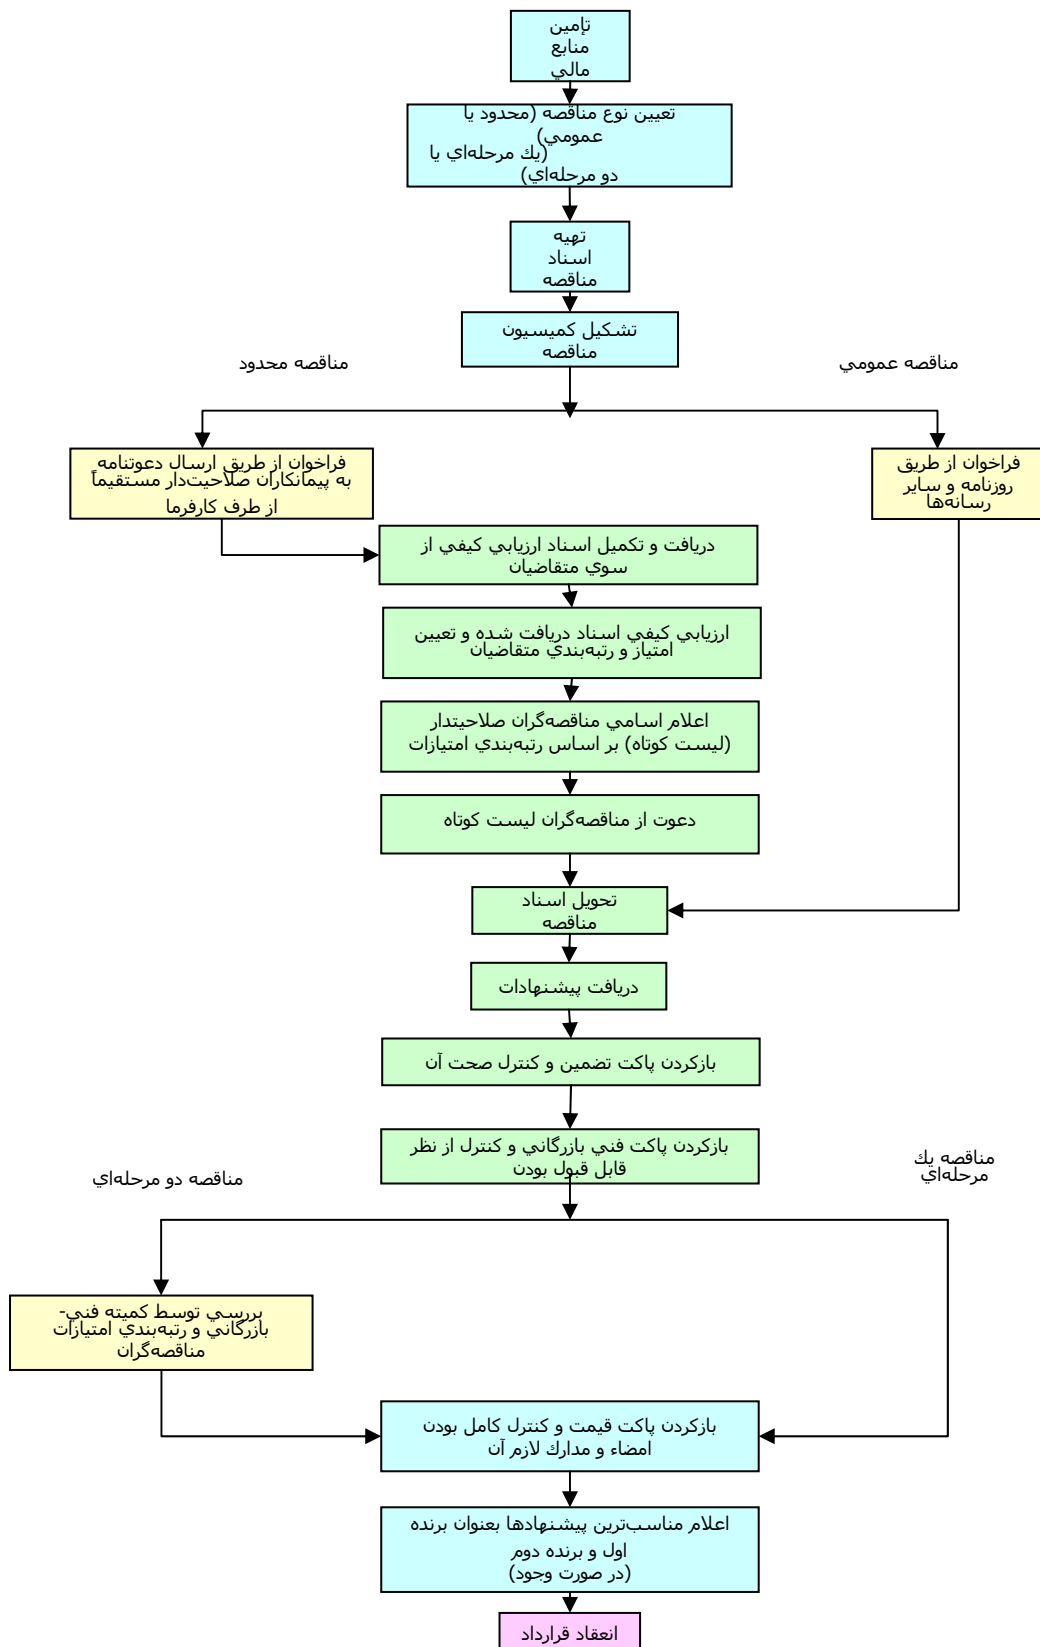 تإمين
منابع
مالي
تعيين نوع مناقصه (محدود يا
عمومي)
(يك مرحله‌اي يا
دو مرحله‌اي)
تهيه
اسناد
مناقصه
تشكيل كميسيون
مناقصه
مناقصه عمومي
مناقصه محدود
فراخوان از طريق
روزنامه و ساير
رسانه‌ها
فراخوان از طريق ارسال دعوتنامه
به پيمانكاران صلاحيت‌دار مستقيماً
از طرف كارفرما
دريافت و تكميل اسناد ارزيابي كيفي از
سوي متقاضيان
ارزيابي كيفي اسناد دريافت شده و تعيين
امتياز و رتبه‌بندي متقاضيان
اعلام اسامي مناقصه‌گران صلاحيتدار
(ليست كوتاه) بر اساس رتبه‌بندي امتيازات
دعوت از مناقصه‌گران ليست كوتاه
تحويل اسناد
مناقصه
دريافت پيشنهادات
بازكردن پاكت تضمين و كنترل صحت آن
بازكردن پاكت فني بازرگاني و كنترل از نظر
قابل قبول بودن
مناقصه يك
مرحله‌اي
مناقصه دو مرحله‌اي
بررسي توسط كميته فني-
بازرگاني و رتبه‌بندي امتيازات
مناقصه‌گران
بازكردن پاكت قيمت و كنترل كامل بودن
امضاء و مدارك لازم آن
اعلام مناسب‌ترين پيشنهادها بعنوان برنده
اول و برنده دوم
(در صورت وجود)
انعقاد قرارداد